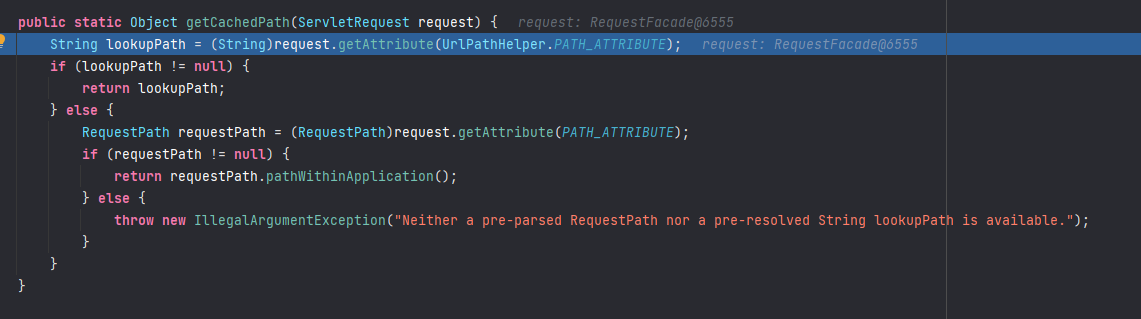 public static Object getCachedPath(ServletRequest request) {   request: RequestFacade@6555
    String lookupPath = (String)request.getAttribute(UrlPathHelper.PATH_ATTRIBUTE);   request: RequestFacade@6555
    if (lookupPath != null) {
        return lookupPath;
    } else {
        RequestPath requestPath = (RequestPath)request.getAttribute(PATH_ATTRIBUTE);
        if (requestPath != null) {
            return requestPath.pathWithinApplication();
        } else {
            throw new IllegalArgumentException("Neither a pre-parsed RequestPath nor a pre-resolved String lookupPath is available.");
        }
    }
}